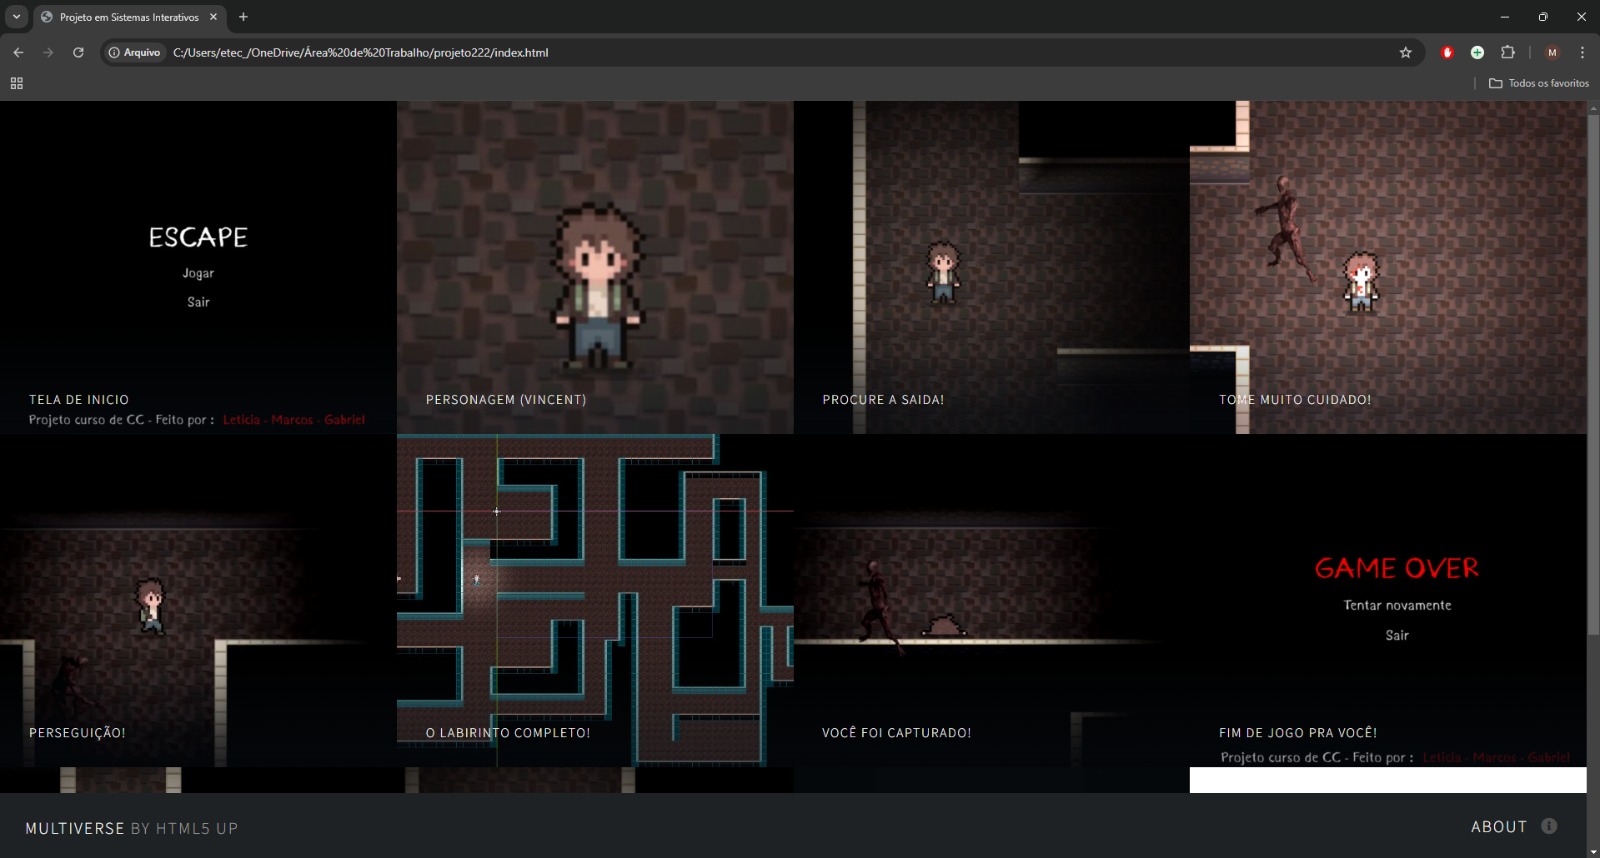 Projeto em Sistemas Interativos
Arquivo
C:/Users/etec_/OneDrive/Área%20de%20Trabalho/projeto222/index.html
M
Todos os favoritos
ESCAPE
Jogar
Sair
TELA DE INICIO
Projeto curso de CC - Feito por : Leticia - Marcos - Gabriel
PERSONAGEM (VINCENT)
PROCURE A SAIDA!
TOME MUITO CUIDADO!
PERSEGUIÇÃO!
O LABIRINTO COMPLETO!
VOCÊ FOI CAPTURADO!
GAME OVER
Tentar novamente
Sair
FIM DE JOGO PRA VOCÊ!
Projeto curso de CC - Feito por : Leticia - Marcos - Gabriel
MULTIVERSE BY HTML5 UP
ABOUT